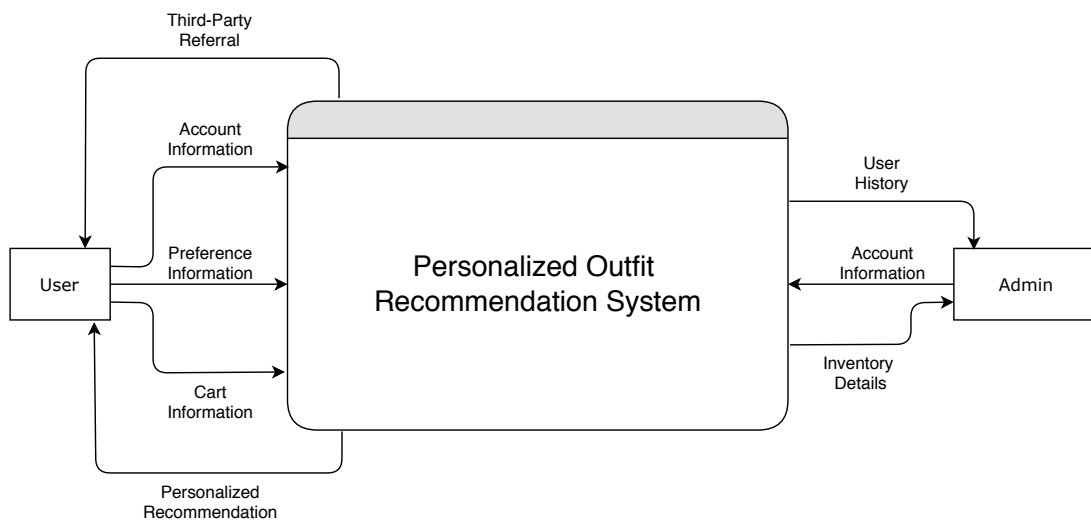 Third-Party
Referral
Account
Information
User
History
Preference
Information
User
Personalized Outfit
Recommendation System
Account
Information
Admin
Cart
Information
Inventory
Details
Personalized
Recommendation